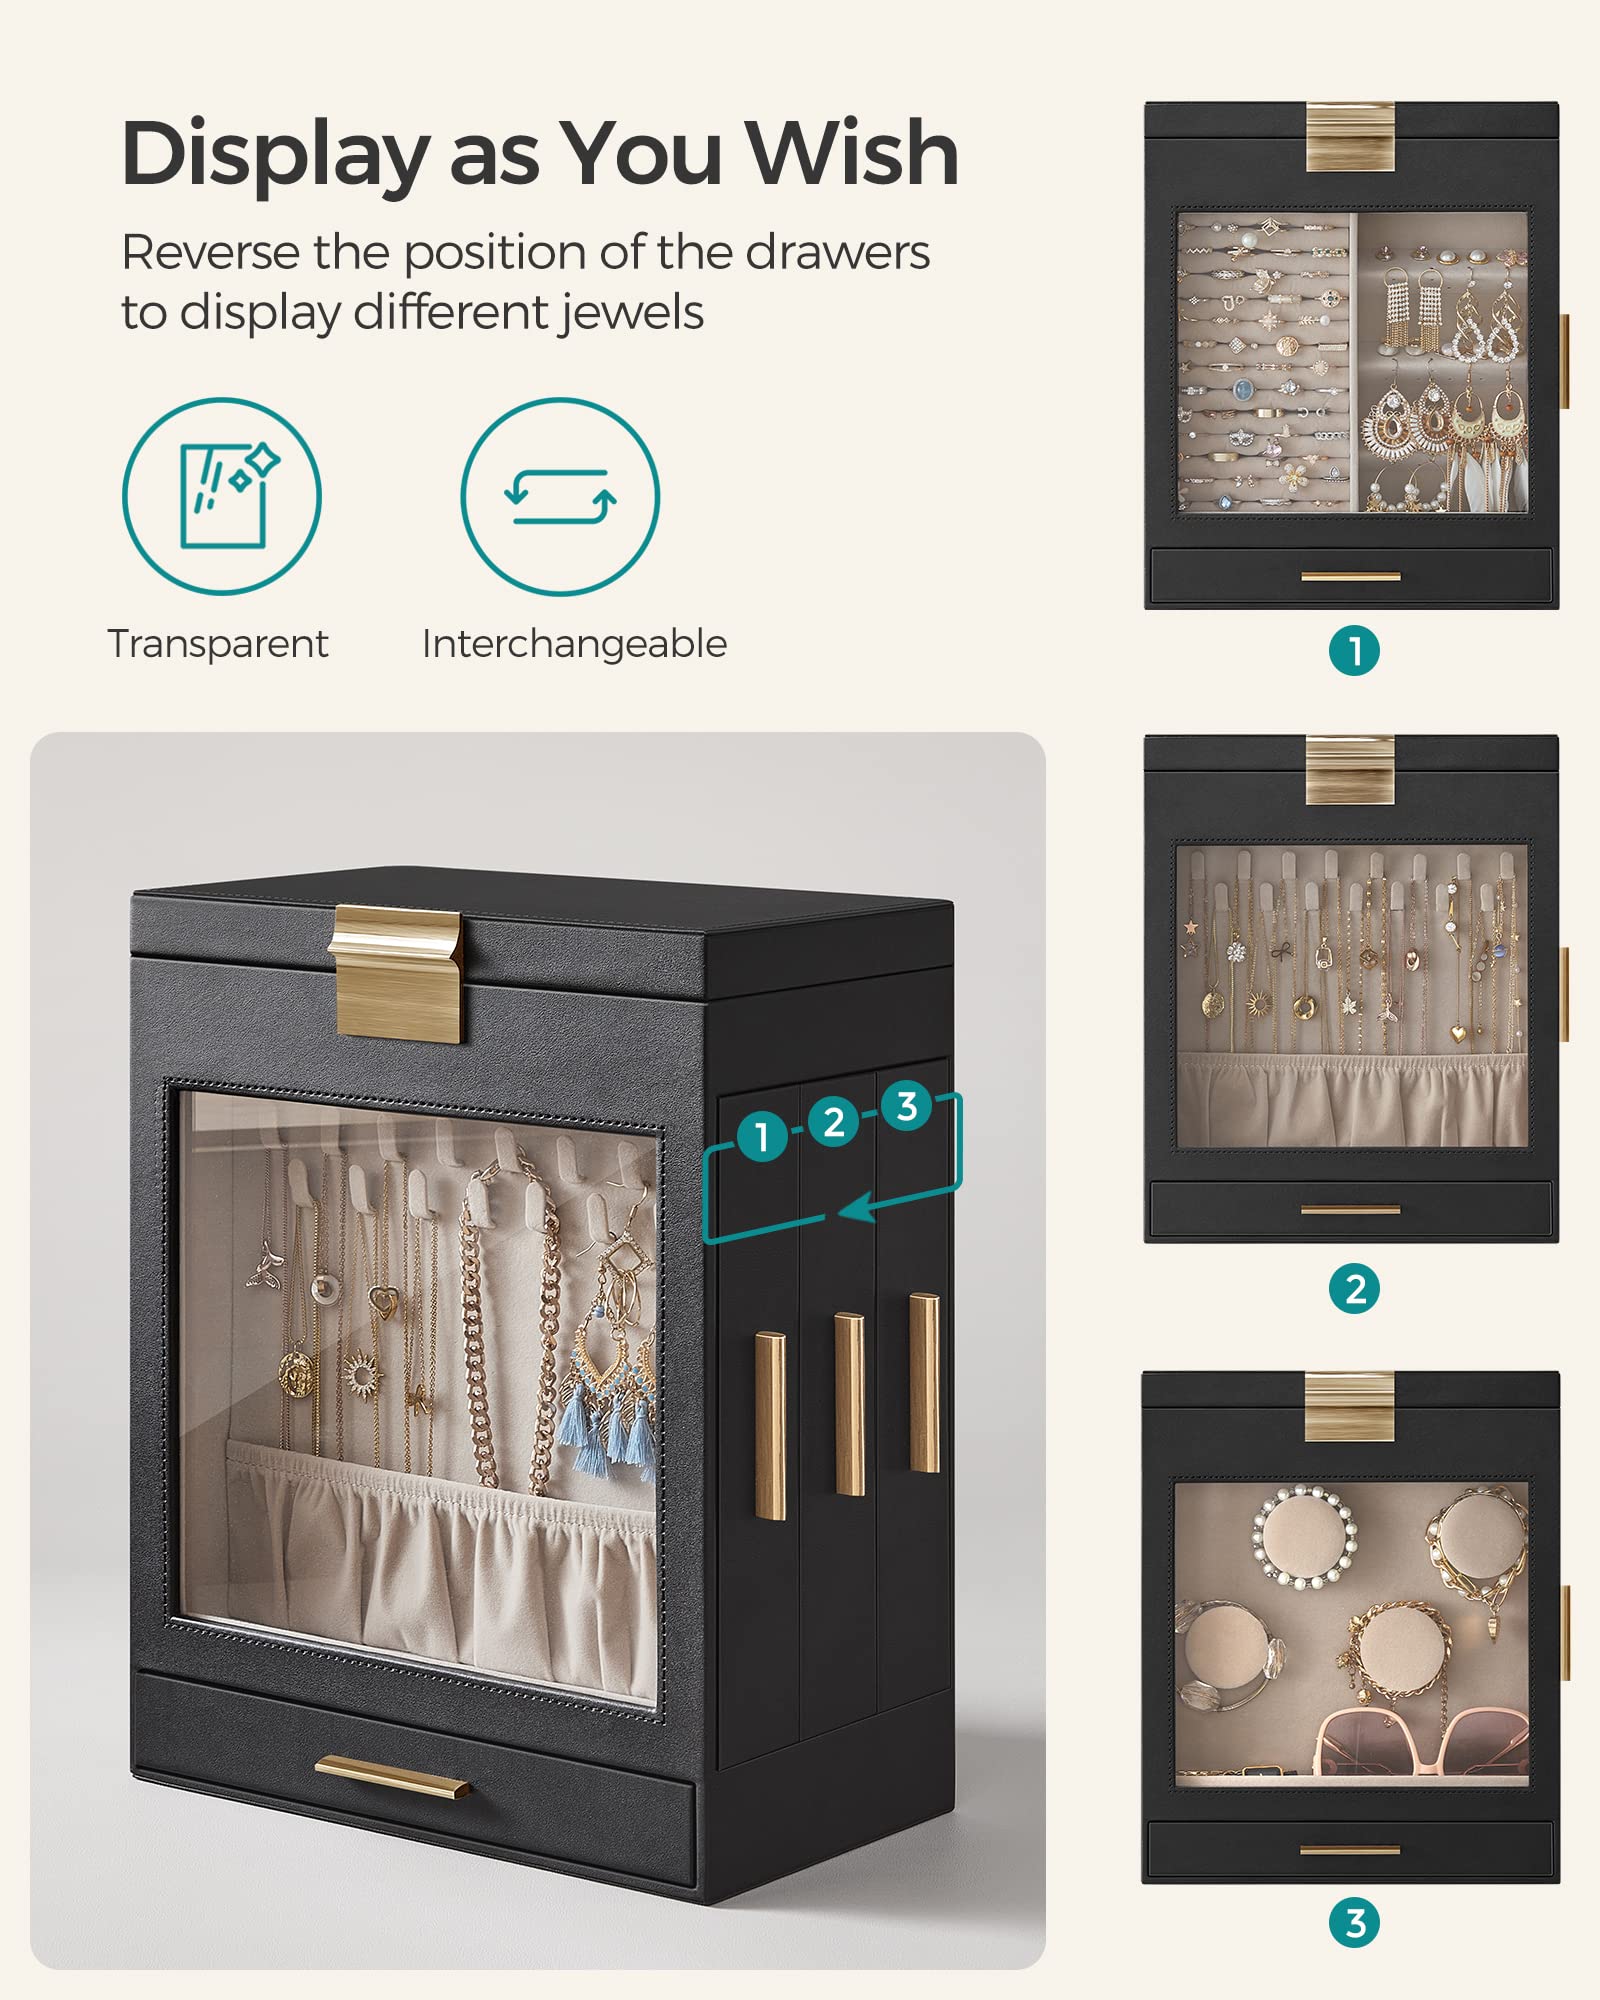 Display as You Wish
Reverse the position of the drawers
to display different jewels
Transparent
Interchangeable
1
2
3
1
2
3